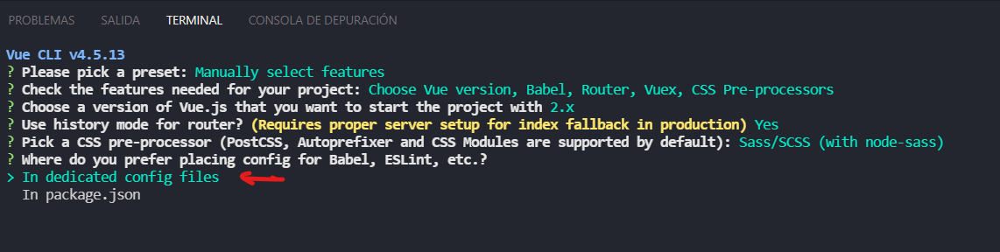 PROBLEMAS SALIDA TERMINAL CONSOLA DE DEPURACIÓN
Vue CLI v4.5.13
? Please pick a preset: Manually select features
? Check the features needed for your project: Choose Vue version, Babel, Router, Vuex, CSS Pre-processors
? Choose a version of Vue.js that you want to start the project with 2.x
? Use history mode for router? (Requires proper server setup for index fallback in production) Yes
? Pick a CSS pre-processor (PostCSS, Autoprefixer and CSS Modules are supported by default): Sass/SCSS (with node-sass)
? Where do you prefer placing config for Babel, ESLint, etc.?
> In dedicated config files
In package.json